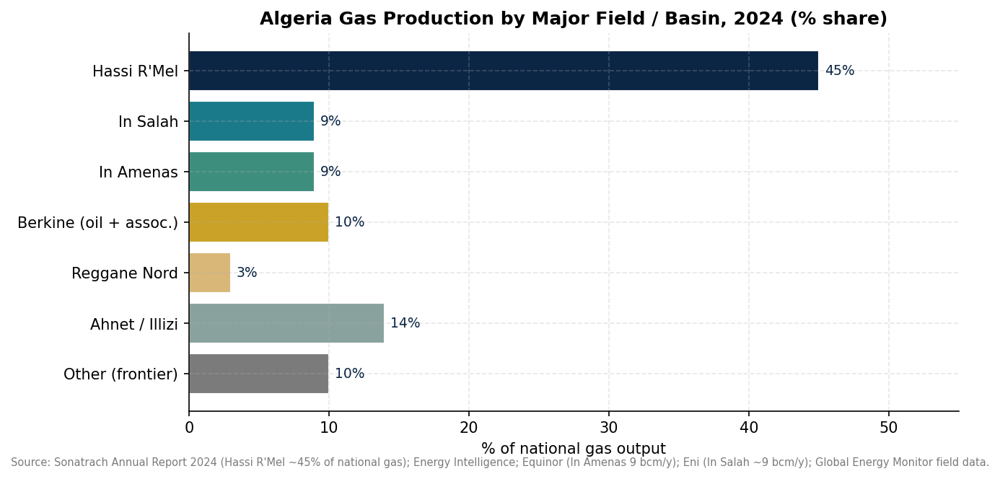 Algeria Gas Production by Major Field / Basin, 2024 (% share)
Hassi R'Mel 45%
In Salah 9%
In Amenas 9%
Berkine (oil + assoc.) 10%
Reggane Nord 3%
Ahnet / Illizi 14%
Other (frontier) 10%
0 10 20 30 40 50
% of national gas output
Source: Sonatrach Annual Report 2024 (Hassi R'Mel ~45% of national gas); Energy Intelligence; Equinor (In Amenas 9 bcm/y); Eni (In Salah ~9 bcm/y); Global Energy Monitor field data.